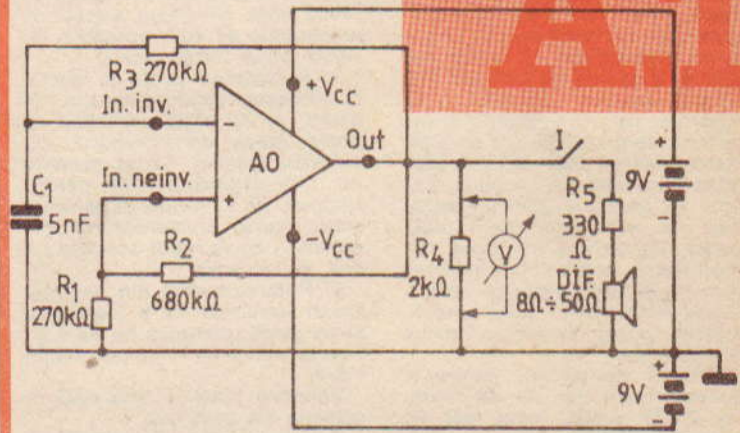 A.
R3 270kΩ
In. inv.
+Vcc
-
AO
Out
I
+
C1
5nF
In. neinv.
+
R5
330
Ω
9V
-
R2
680kΩ
-Vcc
R4
2kΩ
V
DIF.
8Ω÷50Ω
R1
270kΩ
+
9V
-